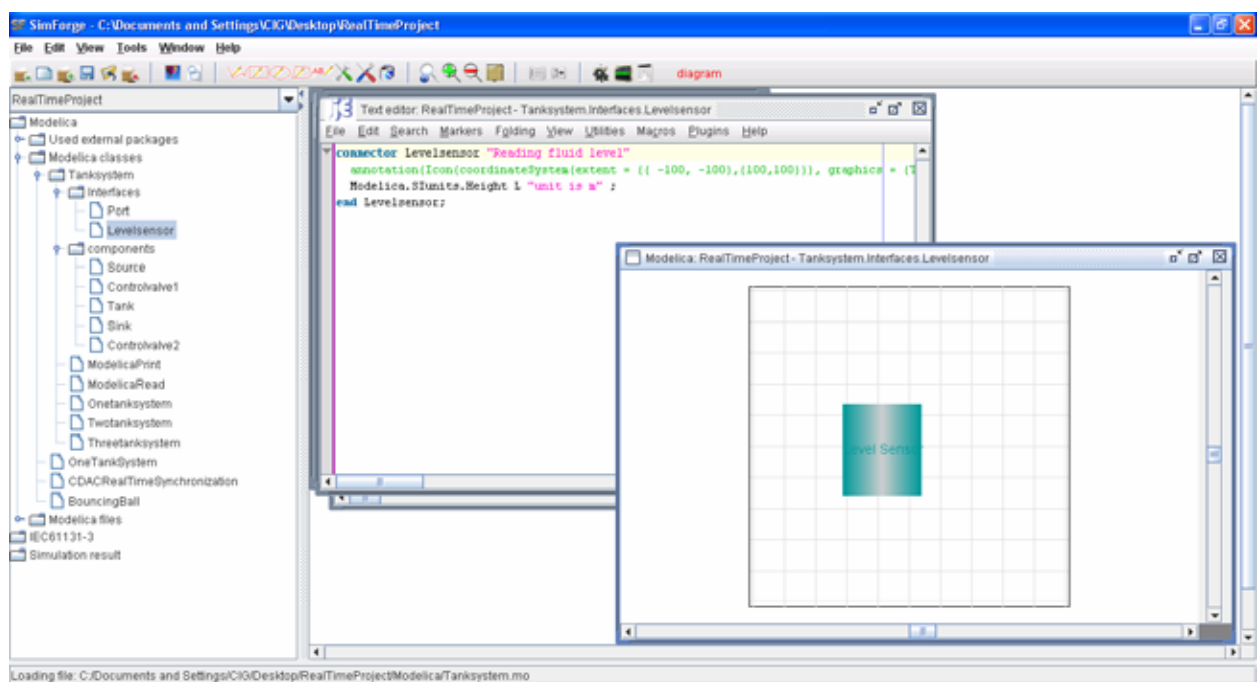 SimForge - C:\Documents and Settings\CIG\Desktop\RealTimeProject
File Edit View Tools Window Help
diagram
RealTimeProject
Modelica
Used external packages
Modelica classes
Tanksystem
Interfaces
Port
Levelsensor
components
Source
Controlvalve1
Tank
Sink
Controlvalve2
ModelicaPrint
ModelicaRead
Onetanksystem
Twotanksystem
Threetanksystem
OneTankSystem
CDACRealTimeSynchronization
BouncingBall
Modelica files
IEC61131-3
Simulation result
Text editor: RealTimeProject - Tanksystem.Interfaces.Levelsensor
File Edit Search Markers Folding View Utilities Macros Plugins Help
connector Levelsensor "Reading fluid level"
annotation(Icon(coordinateSystem(extent = {{ -100, -100},{100,100}}), graphics = {T
Modelica.SIunits.Height L "unit is m" ;
end Levelsensor;
Modelica: RealTimeProject - Tanksystem.Interfaces.Levelsensor
Level Sensor
Loading file: C:/Documents and Settings/CIG/Desktop/RealTimeProject/Modelica/Tanksystem.mo